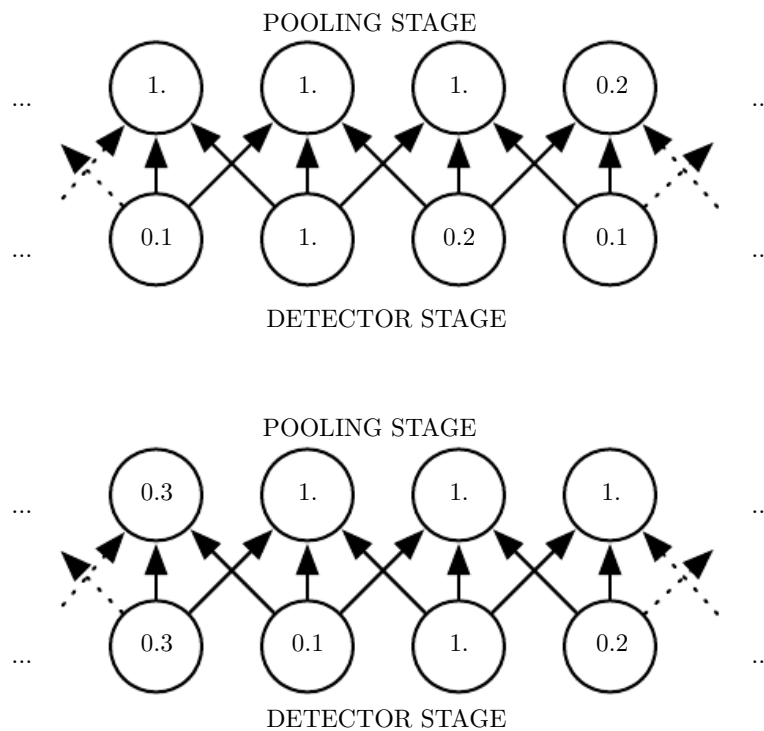 POOLING STAGE
... 1. 1. 1. 0.2 ..
... 0.1 1. 0.2 0.1 ..
DETECTOR STAGE
POOLING STAGE
... 0.3 1. 1. 1. ..
... 0.3 0.1 1. 0.2 ..
DETECTOR STAGE